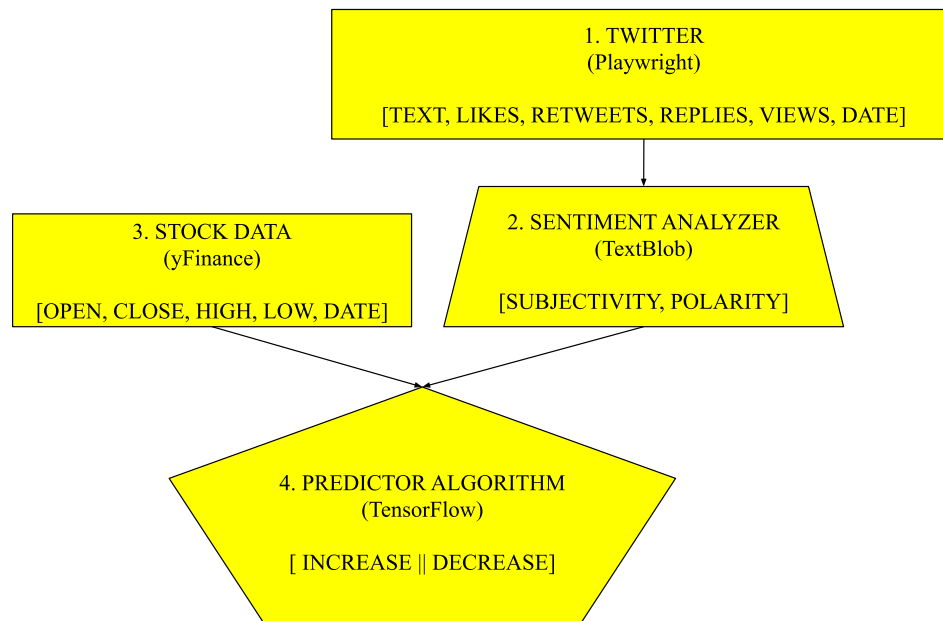 1. TWITTER
(Playwright)
[TEXT, LIKES, RETWEETS, REPLIES, VIEWS, DATE]
2. SENTIMENT ANALYZER
(TextBlob)
[SUBJECTIVITY, POLARITY]
3. STOCK DATA
(yFinance)
[OPEN, CLOSE, HIGH, LOW, DATE]
4. PREDICTOR ALGORITHM
(TensorFlow)
[ INCREASE || DECREASE]